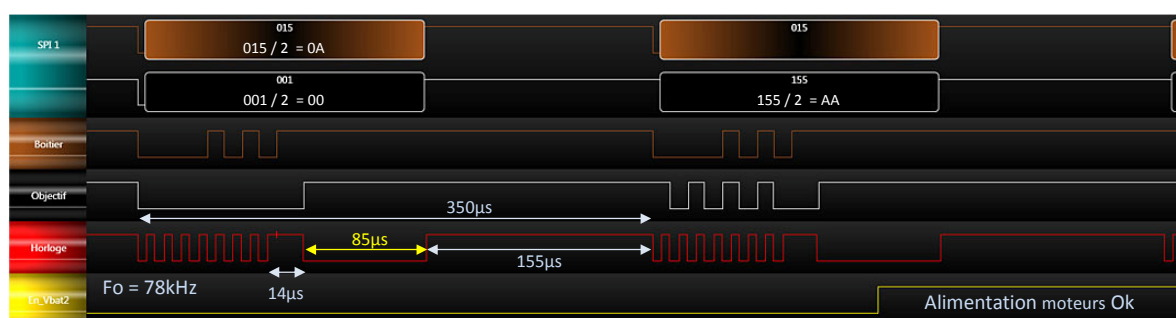 SPI 1
015
015 / 2 = 0A
015
001
001 / 2 = 00
155
155 / 2 = AA
Boitier
Objectif
350µs
Horloge
85µs
155µs
14µs
Fo = 78kHz
En_Vbat2
Alimentation moteurs Ok